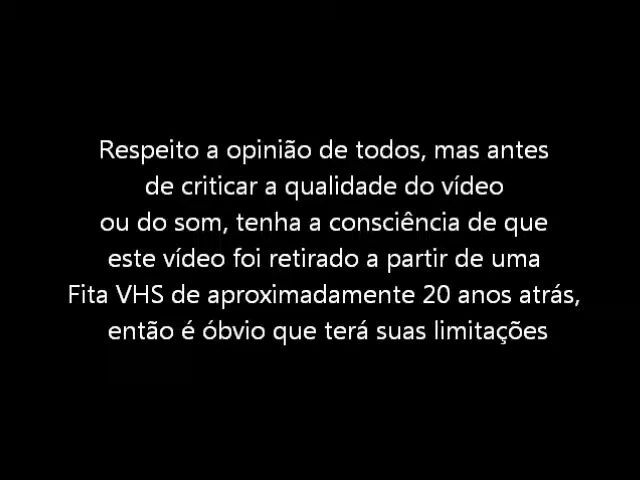 Respeito a opinião de todos, mas antes
de criticar a qualidade do vídeo
ou do som, tenha a consciência de que
este vídeo foi retirado a partir de uma
Fita VHS de aproximadamente 20 anos atrás,
então é óbvio que terá suas limitações